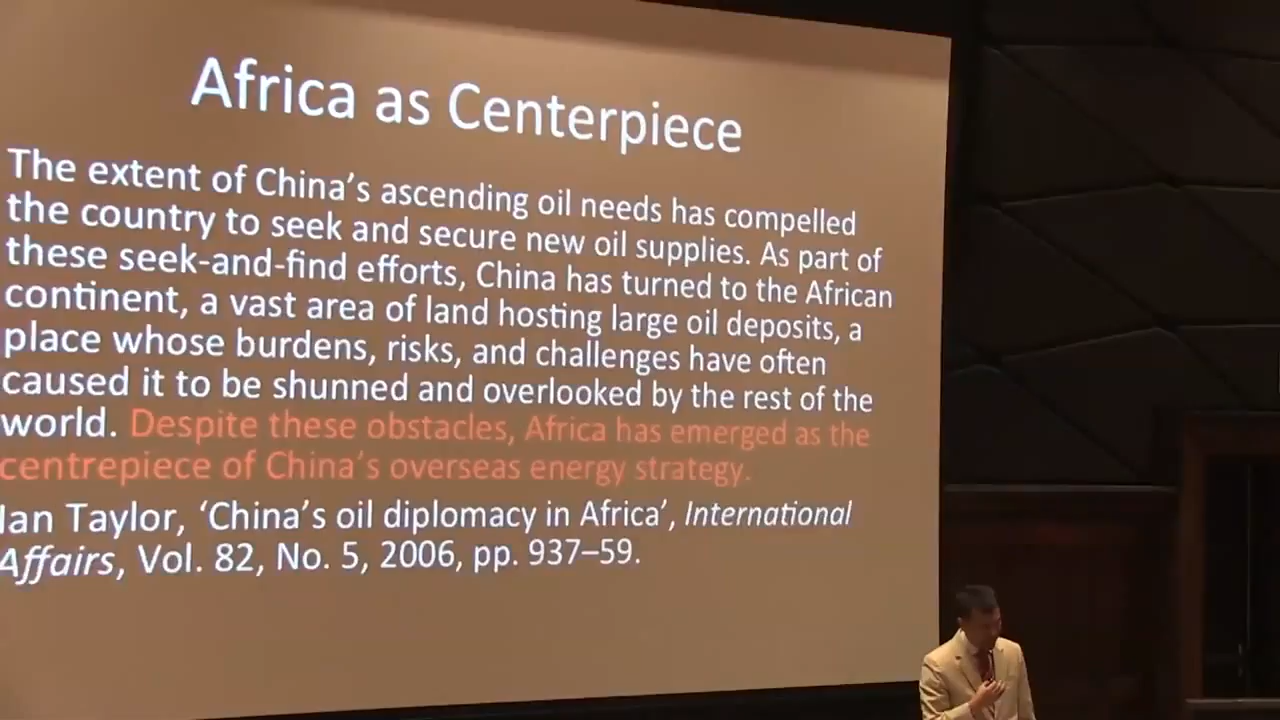 Africa as Centerpiece
The extent of China's ascending oil needs has compelled
the country to seek and secure new oil supplies. As part of
these seek-and-find efforts, China has turned to the African
continent, a vast area of land hosting large oil deposits, a
place whose burdens, risks, and challenges have often
caused it to be shunned and overlooked by the rest of the
world. Despite these obstacles, Africa has emerged as the
centrepiece of China's overseas energy strategy.
Ian Taylor, ‘China's oil diplomacy in Africa’, International
Affairs, Vol. 82, No. 5, 2006, pp. 937–59.